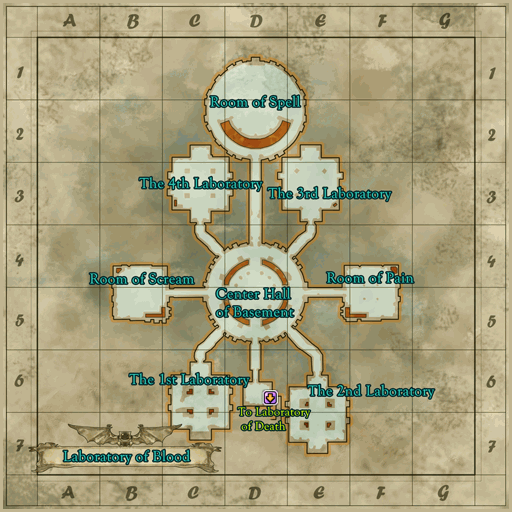 A B C D E F G
1 1
Room of Spell
2 2
The 4th Laboratory
The 3rd Laboratory
3 3
4 4
Room of Scream
Room of Pain
Center Hall
of Basement
5 5
The 1st Laboratory
6 6
The 2nd Laboratory
To Laboratory
of Death
7 7
Laboratory of Blood
A B C D E F G